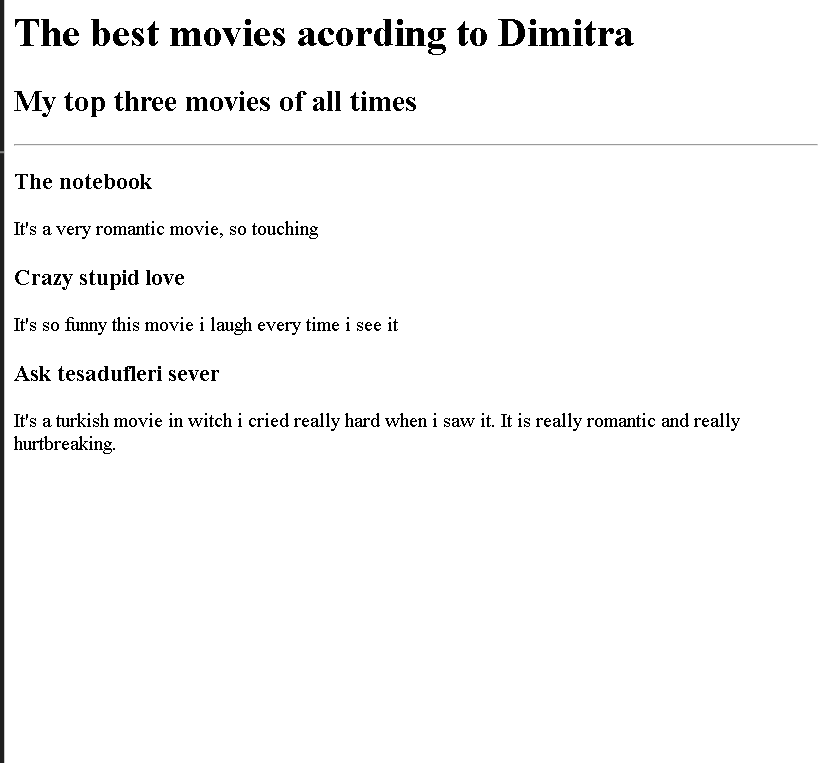 The best movies acording to Dimitra
My top three movies of all times
The notebook
It's a very romantic movie, so touching
Crazy stupid love
It's so funny this movie i laugh every time i see it
Ask tesadufleri sever
It's a turkish movie in witch i cried really hard when i saw it. It is really romantic and really
hurtbreaking.